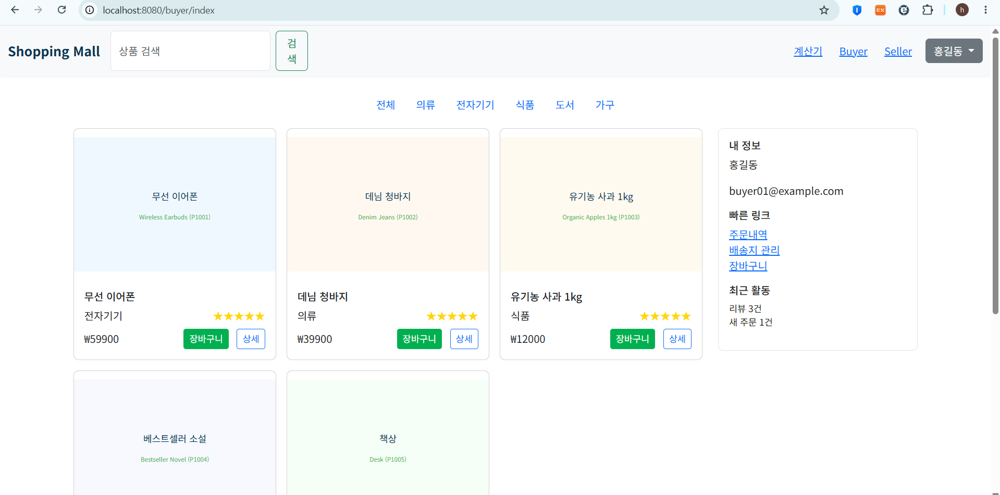 localhost:8080/buyer/index
EX
h
Shopping Mall
상품 검색
검
색
계산기
Buyer
Seller
홍길동
전체
의류
전자기기
식품
도서
가구
무선 이어폰
Wireless Earbuds (P1001)
무선 이어폰
전자기기
★★★★★
₩59900
장바구니
상세
데님 청바지
Denim Jeans (P1002)
데님 청바지
의류
★★★★★
₩39900
장바구니
상세
유기농 사과 1kg
Organic Apples 1kg (P1003)
유기농 사과 1kg
식품
★★★★★
₩12000
장바구니
상세
내 정보
홍길동
buyer01@example.com
빠른 링크
주문내역
배송지 관리
장바구니
최근 활동
리뷰 3건
새 주문 1건
베스트셀러 소설
Bestseller Novel (P1004)
책상
Desk (P1005)